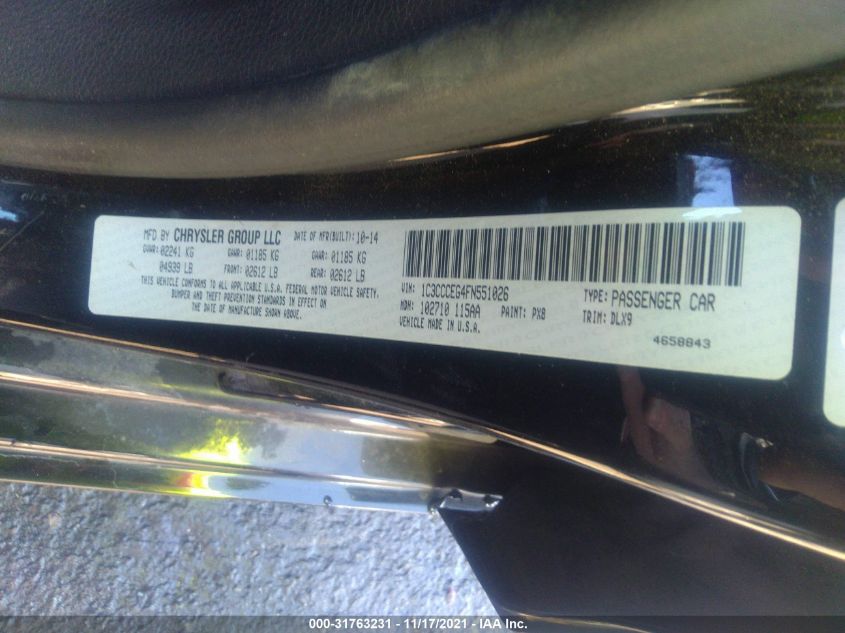 MFD BY CHRYSLER GROUP LLC DATE OF MFR(BUILT): 10-14
GVWR: 02241 KG GAWR: 01185 KG GAWR: 01185 KG
04939 LB FRONT: 02612 LB REAR: 02612 LB
THIS VEHICLE CONFORMS TO ALL APPLICABLE U.S.A. FEDERAL MOTOR VEHICLE SAFETY,
BUMPER AND THEFT PREVENTION STANDARDS IN EFFECT ON
THE DATE OF MANUFACTURE SHOWN ABOVE.
VIN: 1C3CCCEG4FN551026 TYPE: PASSENGER CAR
MDH: 102710 115AA PAINT: PX8 TRIM: DLX9
VEHICLE MADE IN U.S.A.
4658843
000-31763231 - 11/17/2021 - IAA Inc.